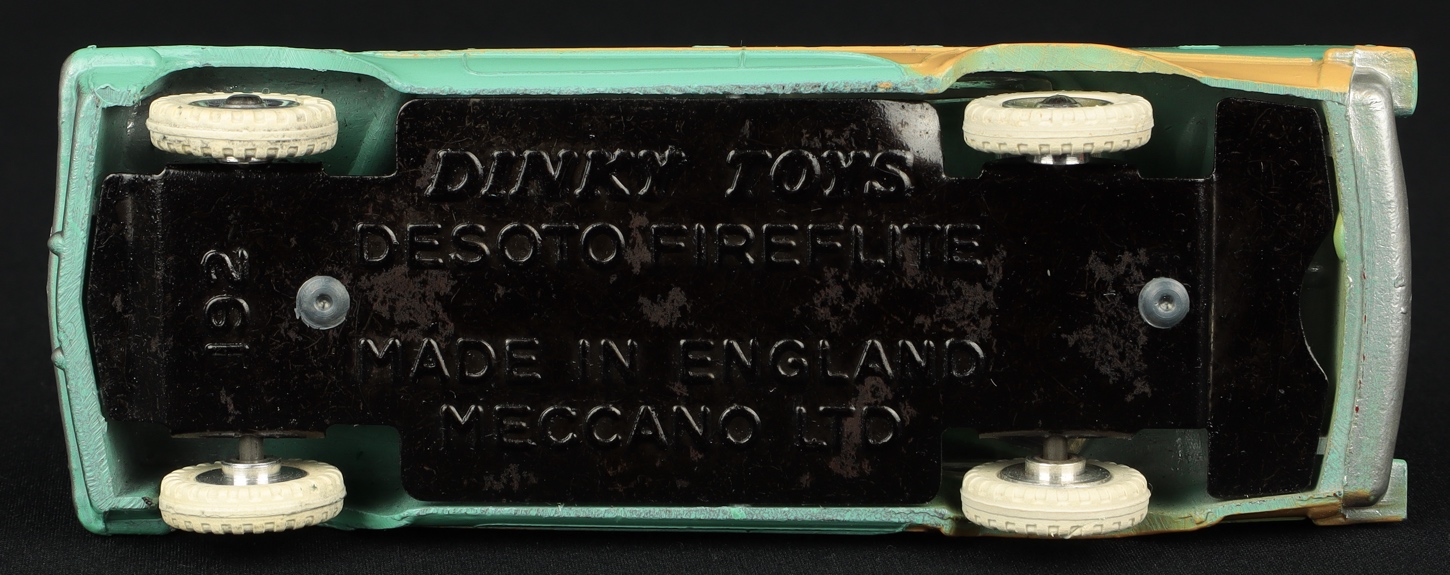 DINKY TOYS
DESOTO FIREFLITE
192
MADE IN ENGLAND
MECCANO LTD